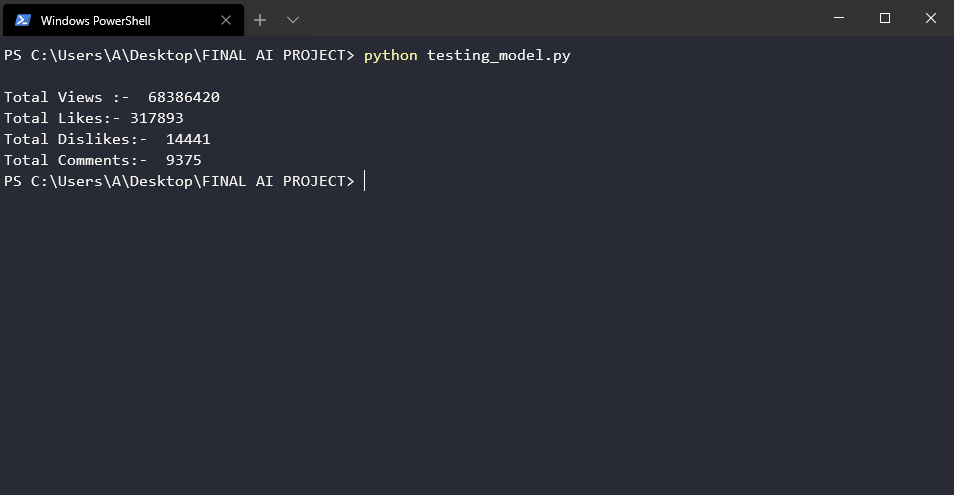 Windows PowerShell
PS C:\Users\A\Desktop\FINAL AI PROJECT> python testing_model.py
Total Views :-  68386420
Total Likes:- 317893
Total Dislikes:-  14441
Total Comments:-  9375
PS C:\Users\A\Desktop\FINAL AI PROJECT>